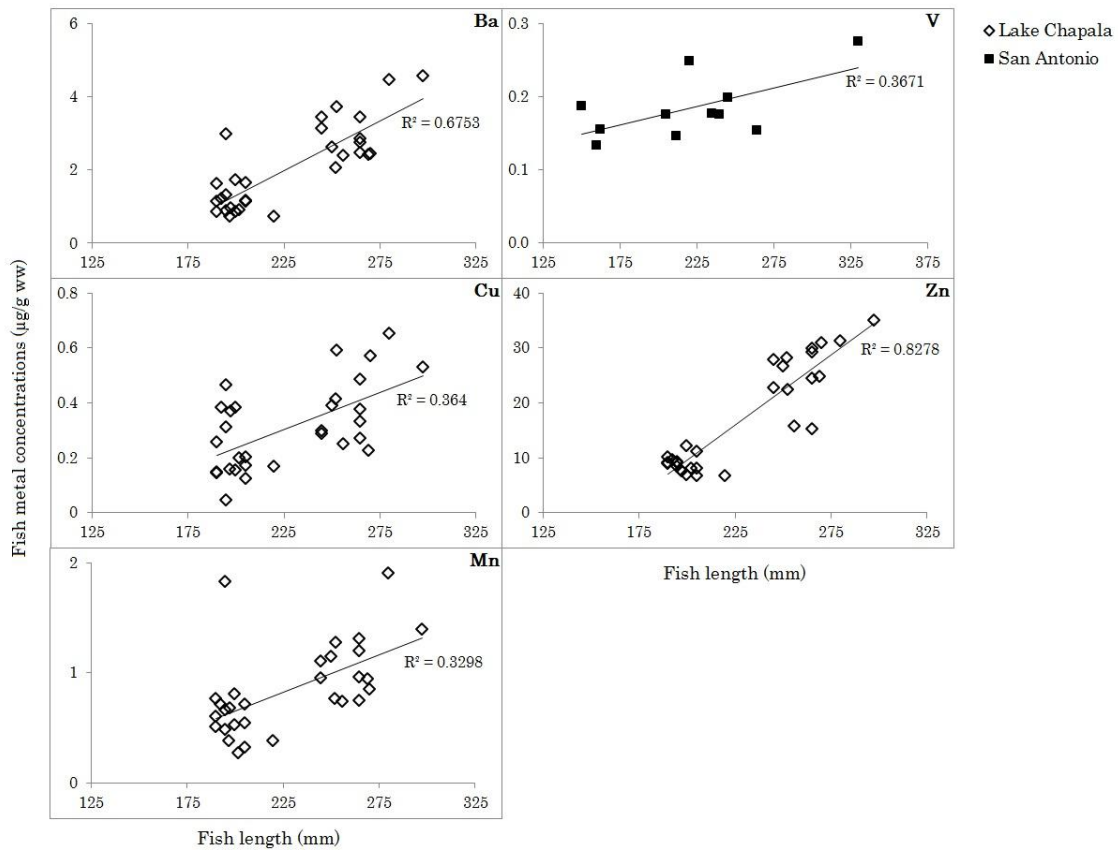 Ba
6
4
2
0
R² = 0.6753
125 175 225 275 325
V
0.3
0.2
0.1
0.0
R² = 0.3671
125 175 225 275 325 375
Lake Chapala
San Antonio
Fish metal concentrations (µg/g ww)
Cu
0.8
0.6
0.4
0.2
0
R² = 0.364
125 175 225 275 325
Zn
40
30
20
10
0
R² = 0.8278
125 175 225 275 325
Fish length (mm)
Mn
2
1
0
R² = 0.3298
125 175 225 275 325
Fish length (mm)